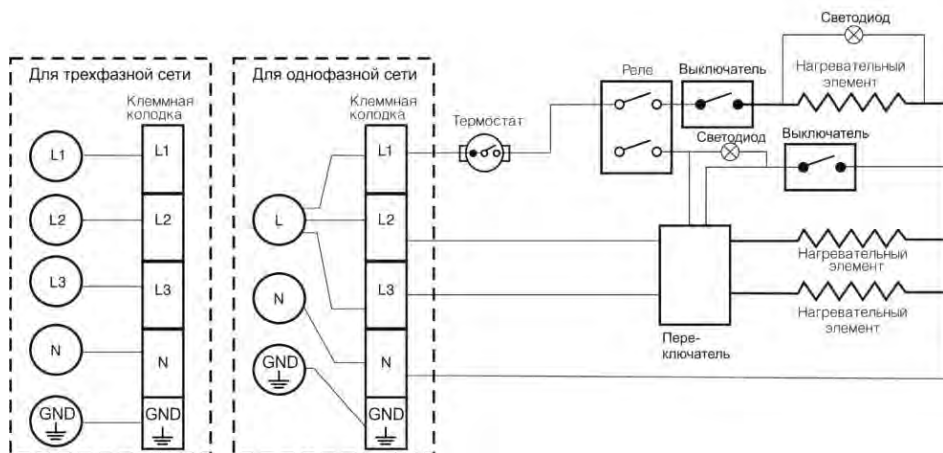 Для трехфазной сети
Клеммная
колодка
L1
L1
L2
L2
L3
L3
N
N
GND
GND
Для однофазной сети
Клеммная
колодка
L
L1
L2
L3
N
N
GND
GND
Термостат
Реле
Выключатель
Светодиод
Нагревательный
элемент
Светодиод
Выключатель
Пере-
ключатель
Нагревательный
элемент
Нагревательный
элемент